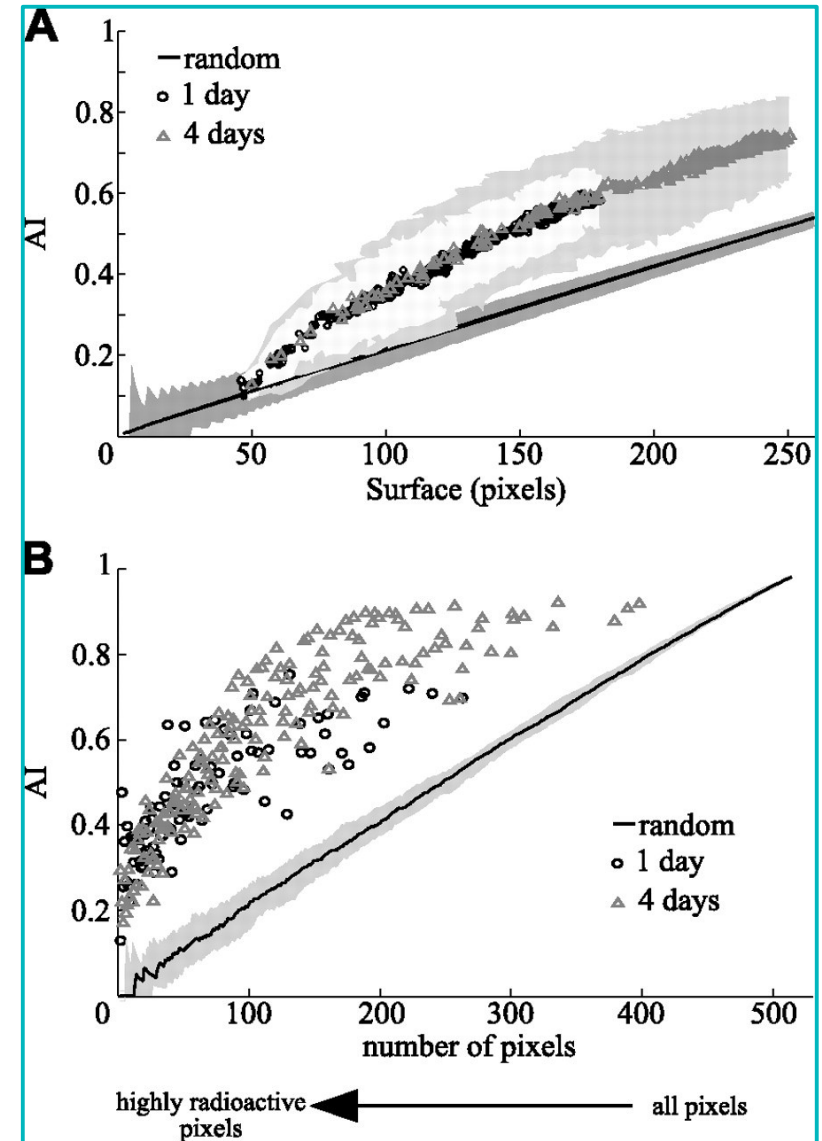 A
1
0.8
0.6
0.4
0.2
0
AI
random
1 day
4 days
50
100
150
200
250
Surface (pixels)
B
1
0.8
0.6
0.4
0.2
0
AI
random
1 day
4 days
100
200
300
400
500
number of pixels
highly radioactive
pixels
all pixels